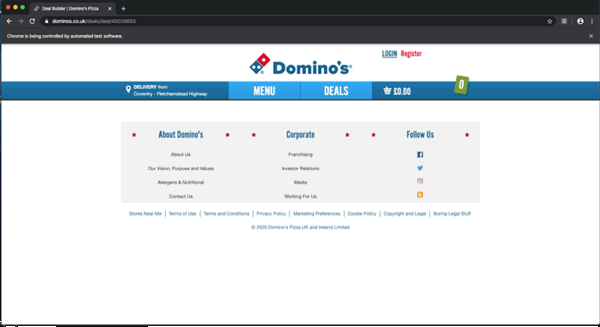 Deal Builder | Domino's Pizza
dominos.co.uk/deals/deal/40026653
Chrome is being controlled by automated test software.
LOGIN Register
Domino's
DELIVERY from
Coventry - Fletchamstead Highway
MENU
DEALS
£0.00
0
About Domino's
Corporate
Follow Us
About Us
Franchising
Our Vision, Purpose and Values
Investor Relations
Allergens & Nutritional
Media
Contact Us
Working For Us
Stores Near Me | Terms of Use | Terms and Conditions | Privacy Policy | Marketing Preferences | Cookie Policy | Copyright and Legal | Boring Legal Stuff
© 2020 Domino's Pizza UK and Ireland Limited